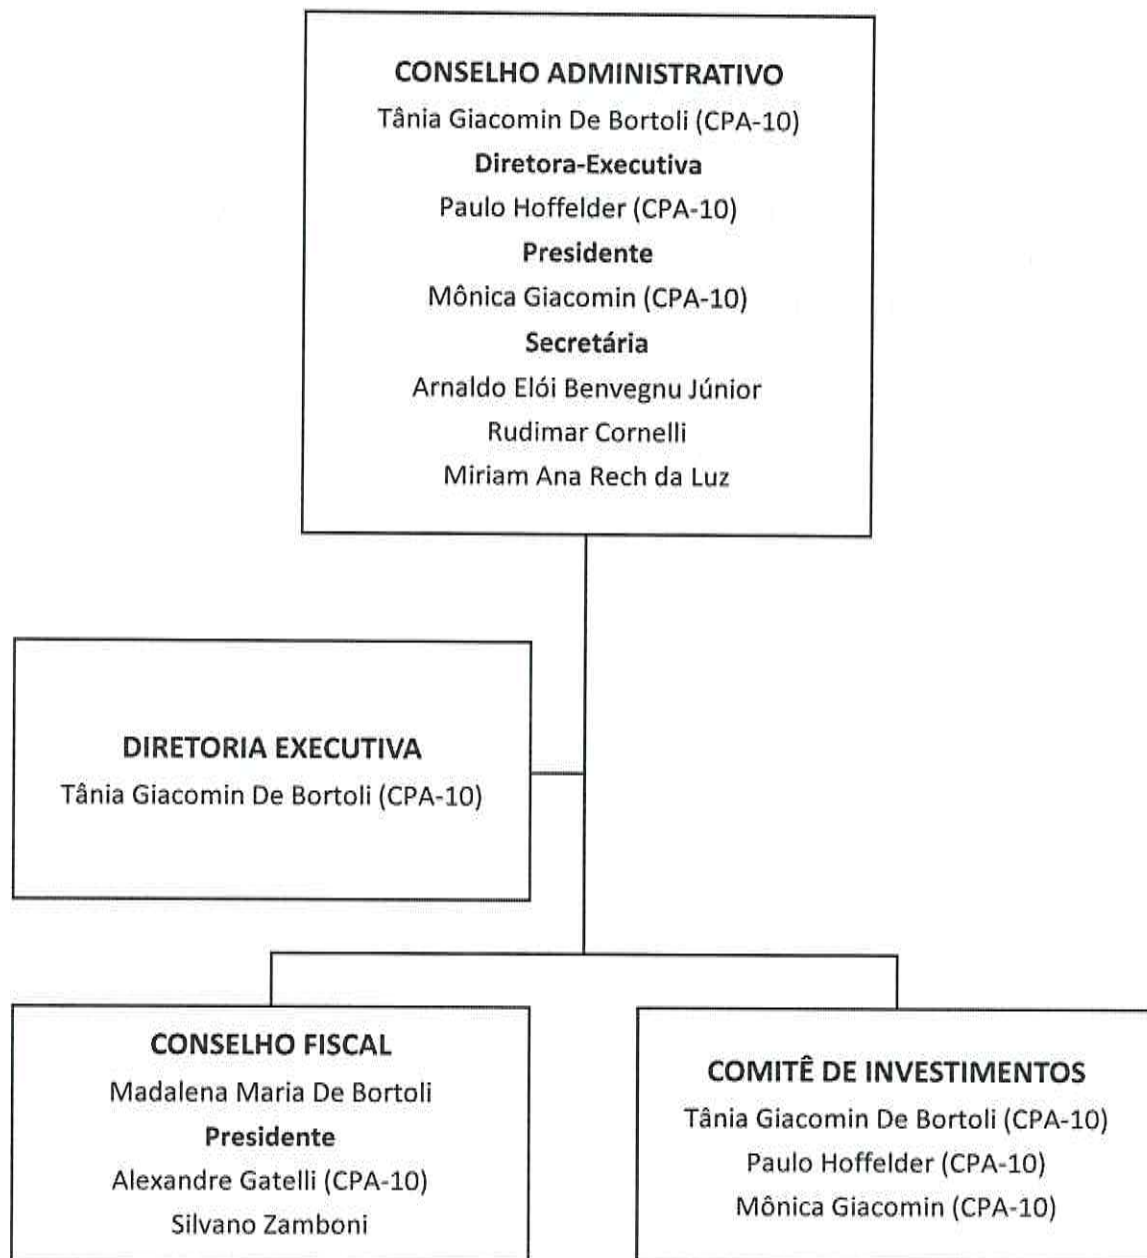 CONSELHO ADMINISTRATIVO
Tânia Giacomin De Bortoli (CPA-10)
Diretora-Executiva
Paulo Hoffelder (CPA-10)
Presidente
Mônica Giacomin (CPA-10)
Secretária
Arnaldo Elói Benvegnu Júnior
Rudimar Cornelli
Miriam Ana Rech da Luz
DIRETORIA EXECUTIVA
Tânia Giacomin De Bortoli (CPA-10)
CONSELHO FISCAL
Madalena Maria De Bortoli
Presidente
Alexandre Gatelli (CPA-10)
Silvano Zamboni
COMITÊ DE INVESTIMENTOS
Tânia Giacomin De Bortoli (CPA-10)
Paulo Hoffelder (CPA-10)
Mônica Giacomin (CPA-10)